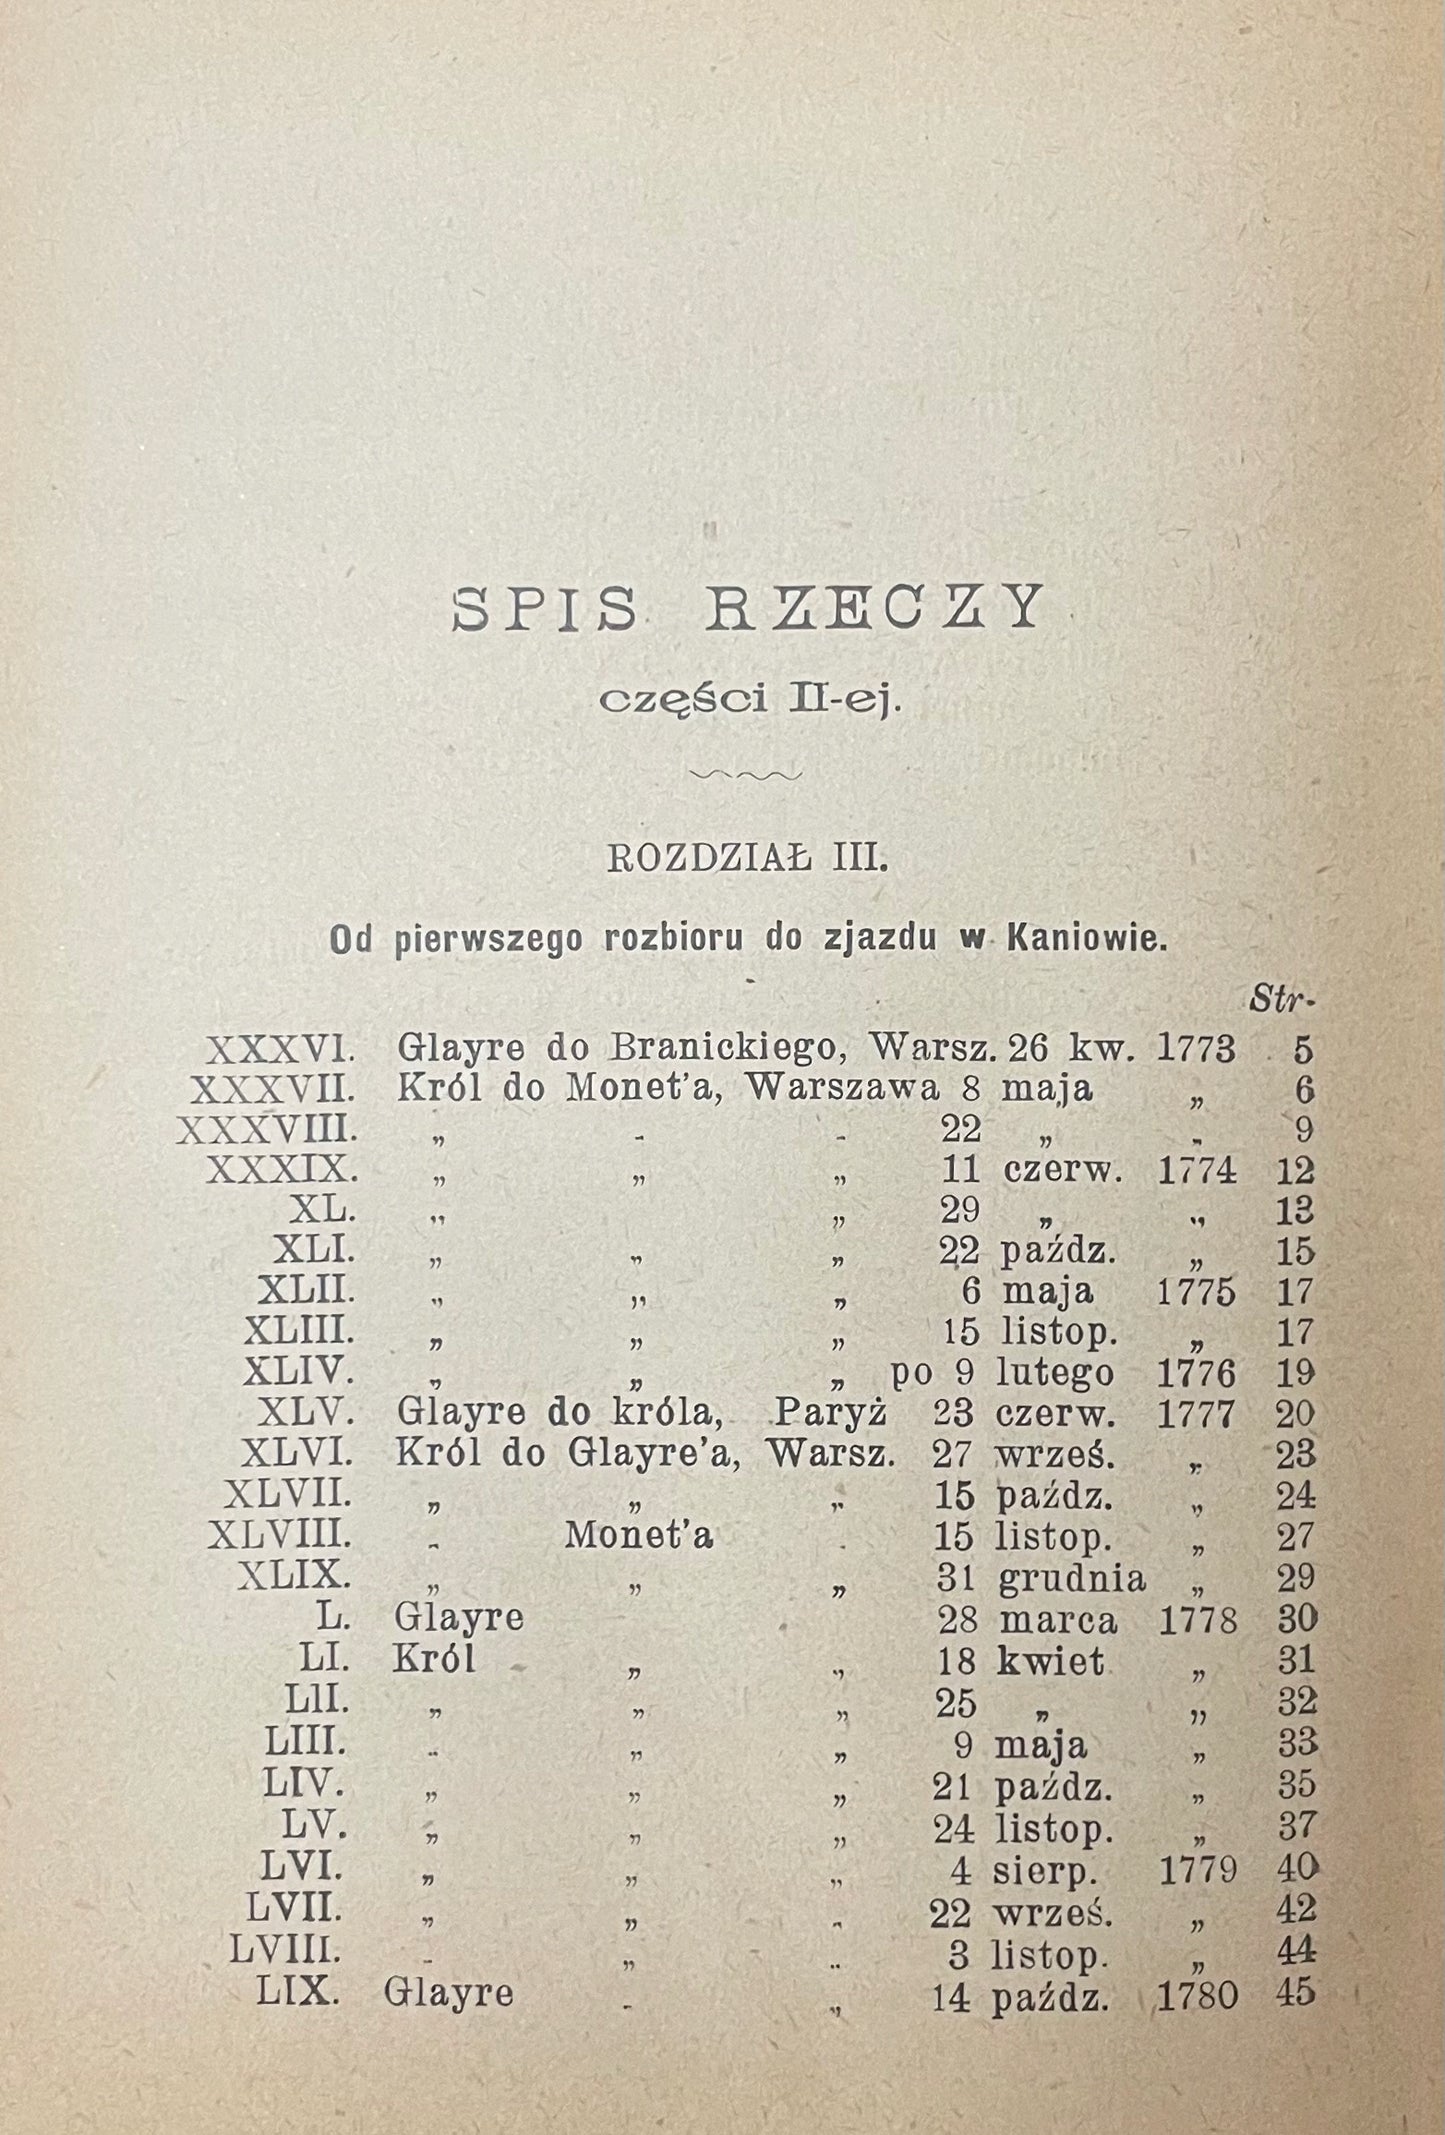 SPIS RZECZY
części II-ej.
ROZDZIAŁ III.
Od pierwszego rozbioru do zjazdu w Kaniowie.
Str.
XXXVI. Glayre do Branickiego, Warsz. 26 kw. 1773 5
XXXVII. Król do Monet'a, Warszawa 8 maja „ 6
XXXVIII. „ „ „ 22 „ „ 9
XXXIX. „ „ „ 11 czerw. 1774 12
XL. „ „ 29 „ „ 13
XLI. „ „ „ 22 paźdz. „ 15
XLII. „ „ „ 6 maja 1775 17
XLIII. „ „ „ 15 listop. „ 17
XLIV. „ „ „ po 9 lutego 1776 19
XLV. Glayre do króla, Paryż 23 czerw. 1777 20
XLVI. Król do Glayre'a, Warsz. 27 wrześ. „ 23
XLVII. „ „ „ 15 paźdz. „ 24
XLVIII. „ Monet'a „ 15 listop. „ 27
XLIX. „ „ „ 31 grudnia „ 29
L. Glayre 28 marca 1778 30
LI. Król „ „ 18 kwiet „ 31
LII. „ „ „ 25 „ „ 32
LIII. „ „ „ 9 maja „ 33
LIV. „ „ „ 21 paźdz. „ 35
LV. „ „ „ 24 listop. „ 37
LVI. „ „ „ 4 sierp. 1779 40
LVII. „ „ „ 22 wrześ. „ 42
LVIII. „ „ „ 3 listop. „ 44
LIX. Glayre „ „ 14 paźdz. 1780 45